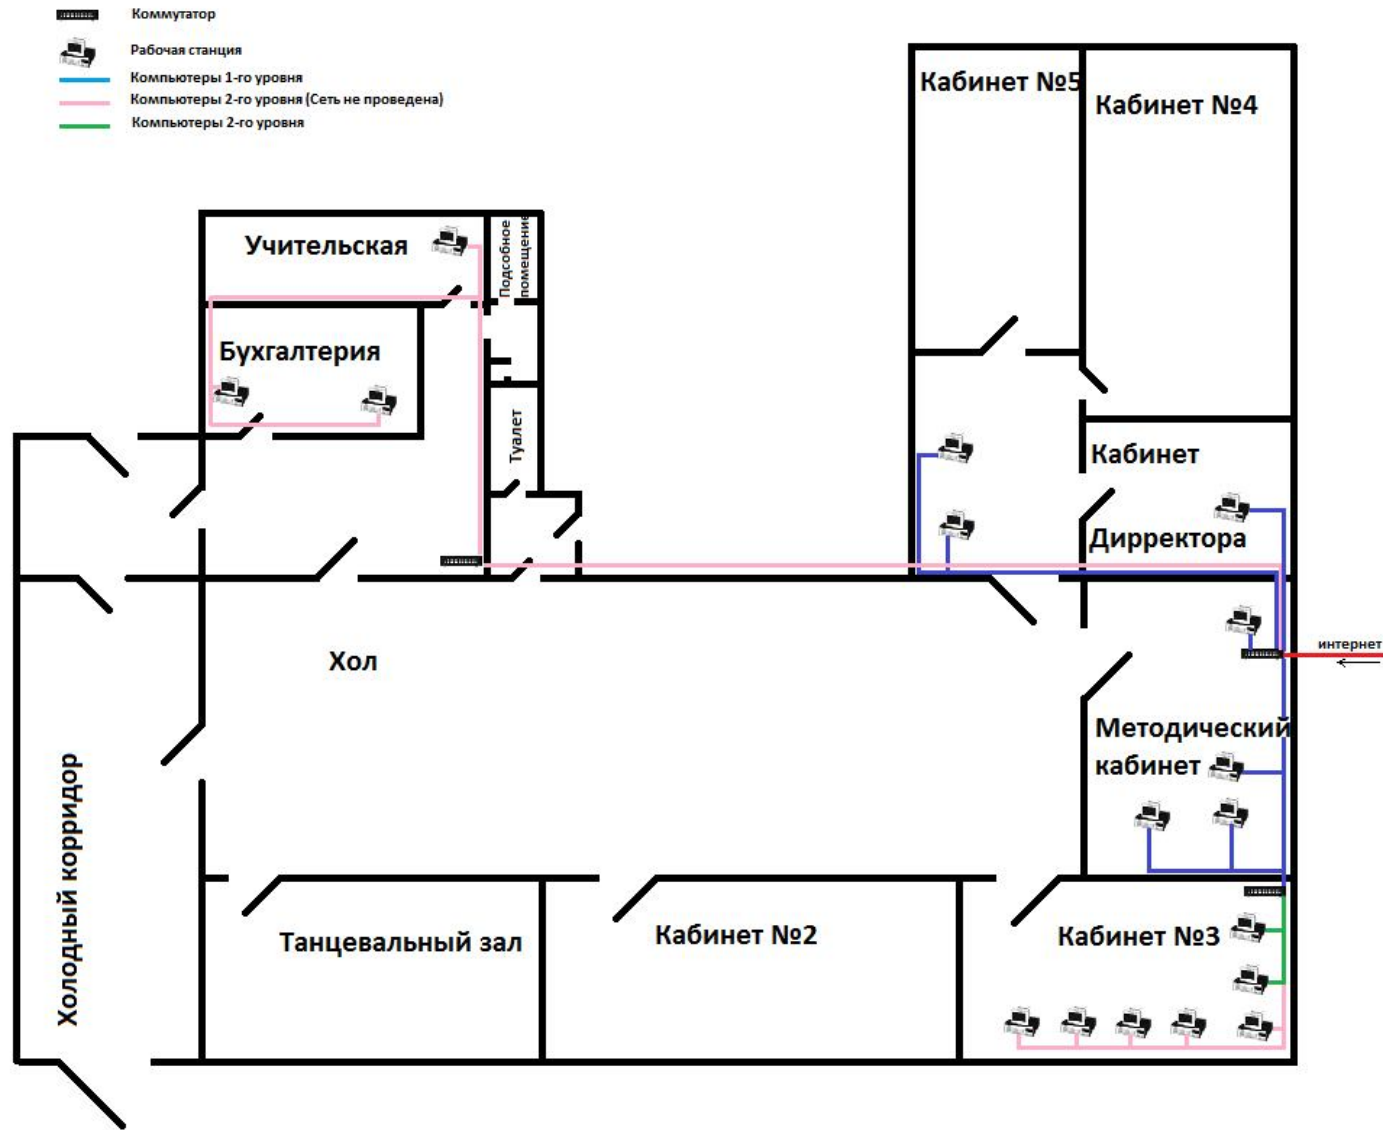 Коммутатор
Рабочая станция
Компьютеры 1-го уровня
Компьютеры 2-го уровня (Сеть не проведена)
Компьютеры 2-го уровня
Кабинет №5
Кабинет №4
Учительская
Подсобное
помещение
Бухгалтерия
Туалет
Кабинет
Дирректора
интернет
Хол
Методический
кабинет
Холодный корридор
Танцевальный зал
Кабинет №2
Кабинет №3